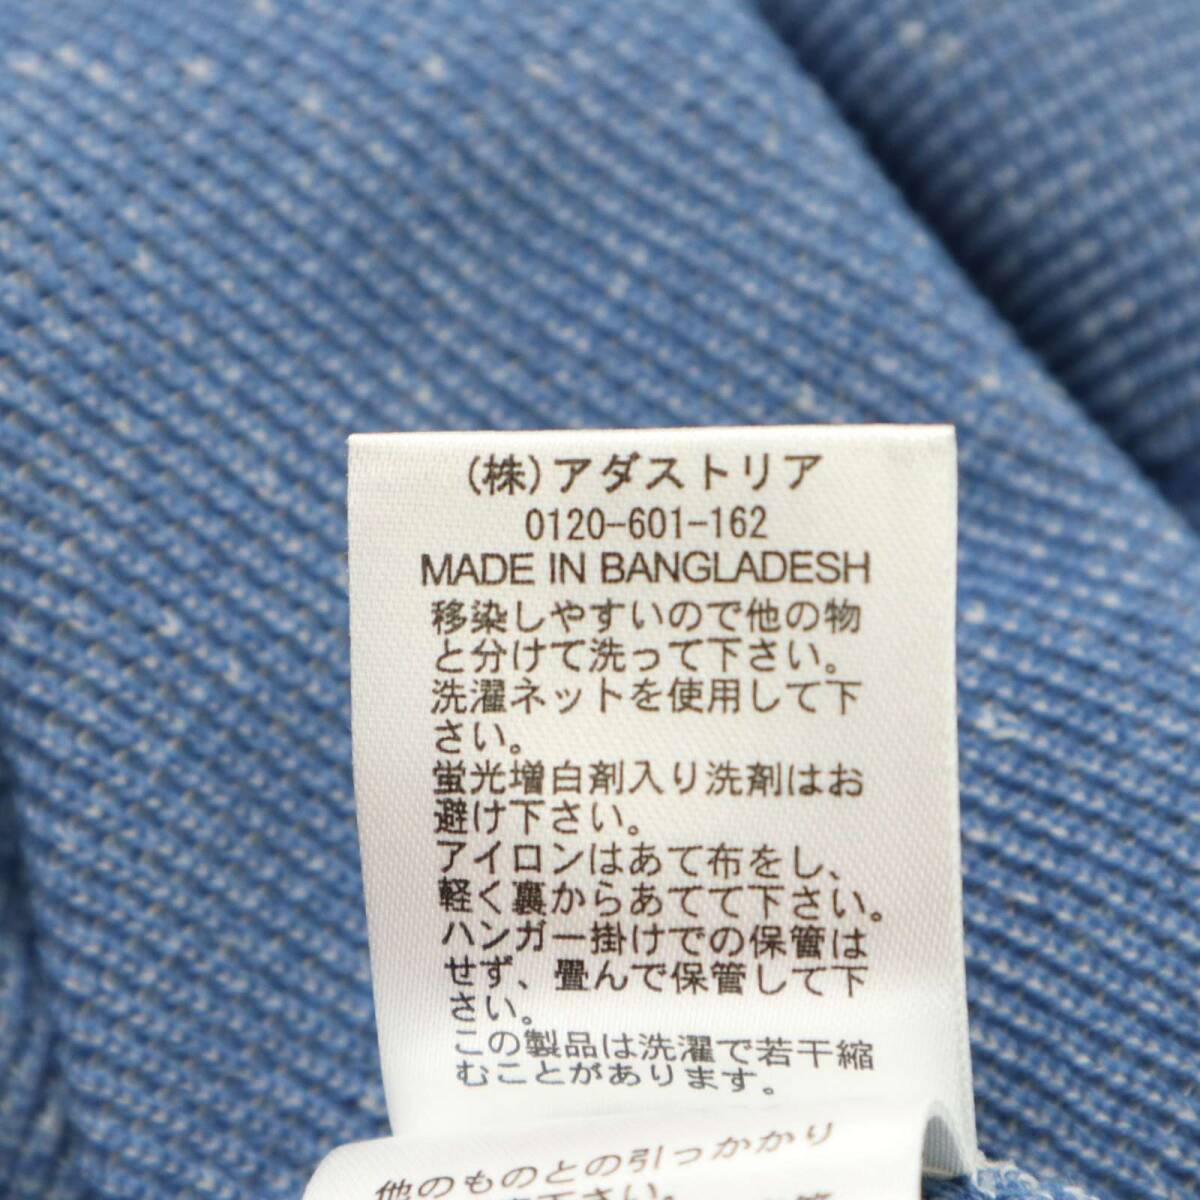 (株)アダストリア
0120-601-162
MADE IN BANGLADESH
移染しやすいので他の物
と分けて洗って下さい。
洗濯ネットを使用して下
さい。
蛍光増白剤入り洗剤はお
避け下さい。
アイロンはあて布をし、
軽く裏からあてて下さい。
ハンガー掛けでの保管は
せず、畳んで保管して下
さい。
この製品は洗濯で若干縮
むことがあります。
他のものとの引っかかり
下さい。